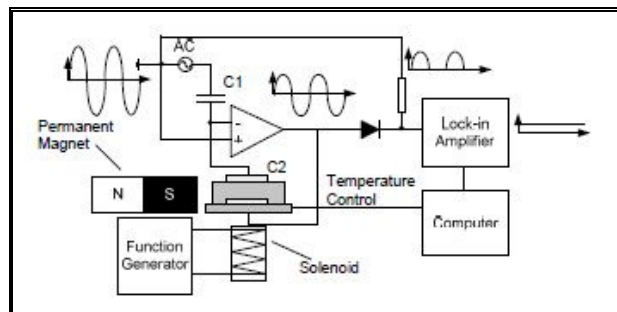 AC
C1
Permanent
Magnet
-
+
Lock-in
Amplifier
C2
N
S
Temperature
Control
Computer
Function
Generator
Solenoid